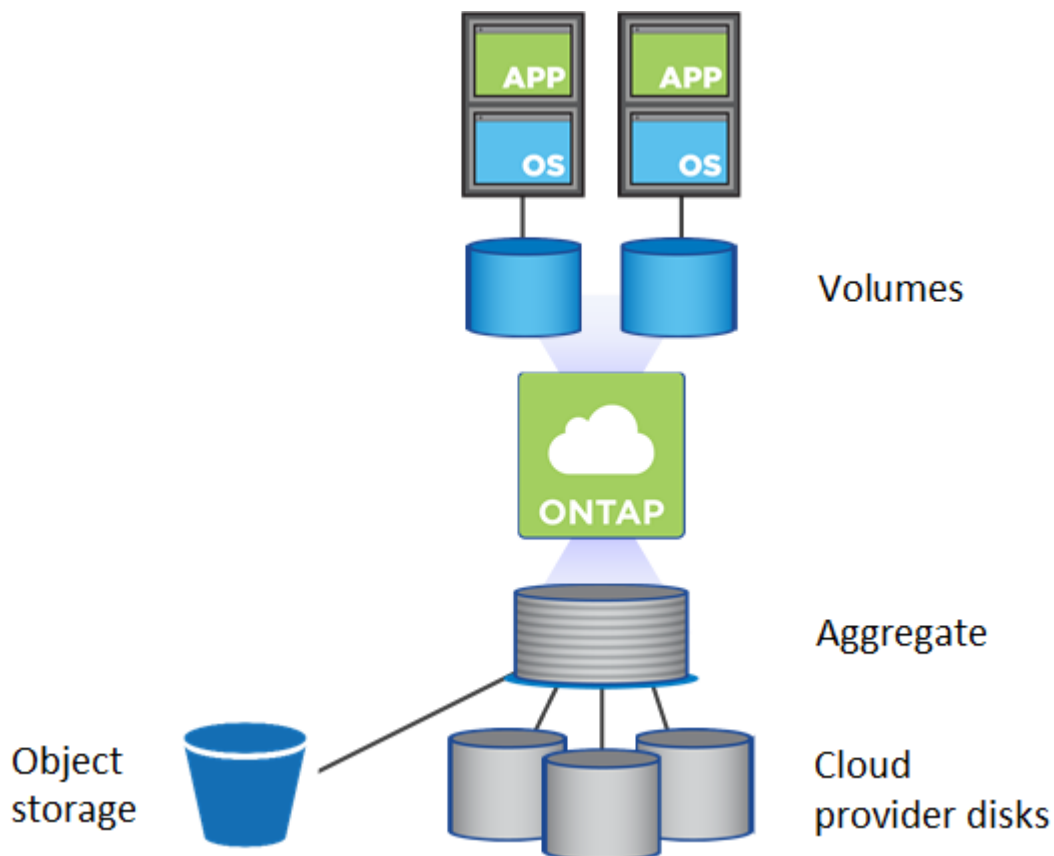 APP
APP
OS
OS
Volumes
ONTAP
Aggregate
Object
storage
Cloud
provider disks